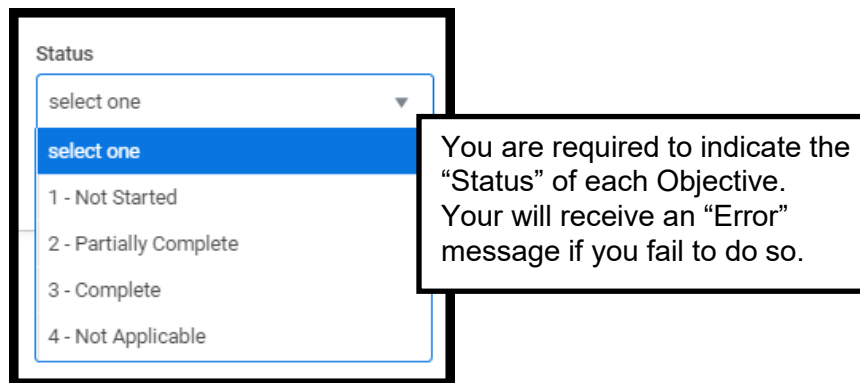 Status
select one
select one
1 - Not Started
2 - Partially Complete
3 - Complete
4 - Not Applicable
You are required to indicate the
“Status” of each Objective.
Your will receive an “Error”
message if you fail to do so.